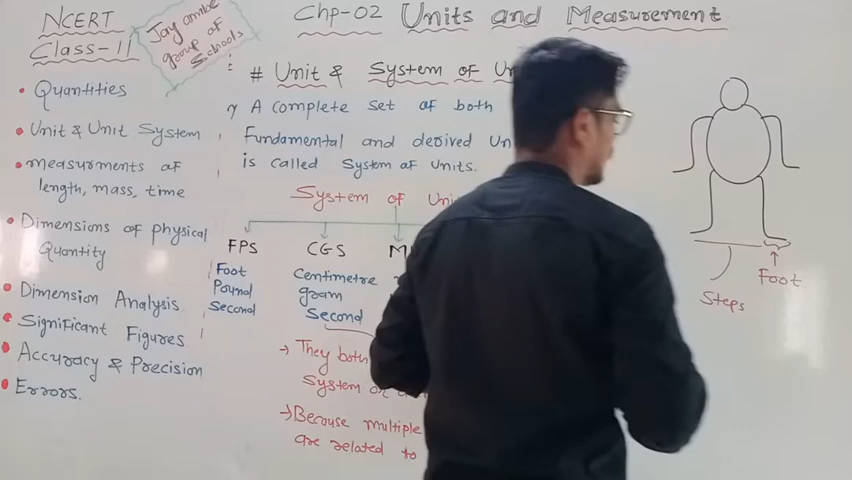 NCERT
Class-11
Jay ambe
group of
Schools
Chp-02 Units and Measurement
• Quantities
• Unit & Unit System
• measurments of
length, mass, time
• Dimensions of physical
Quantity
• Dimension Analysis
• Significant Figures
• Accuracy & Precision
• Errors.
# Unit & System of Un
A complete set of both
Fundamental and derived Un
is called System of Units.
System of Uni
FPS
Foot
Pound
Second
CGS
Centimetre
gram
Second
M
→ They both
System
→ Because multiple
are related to
Steps
Foot